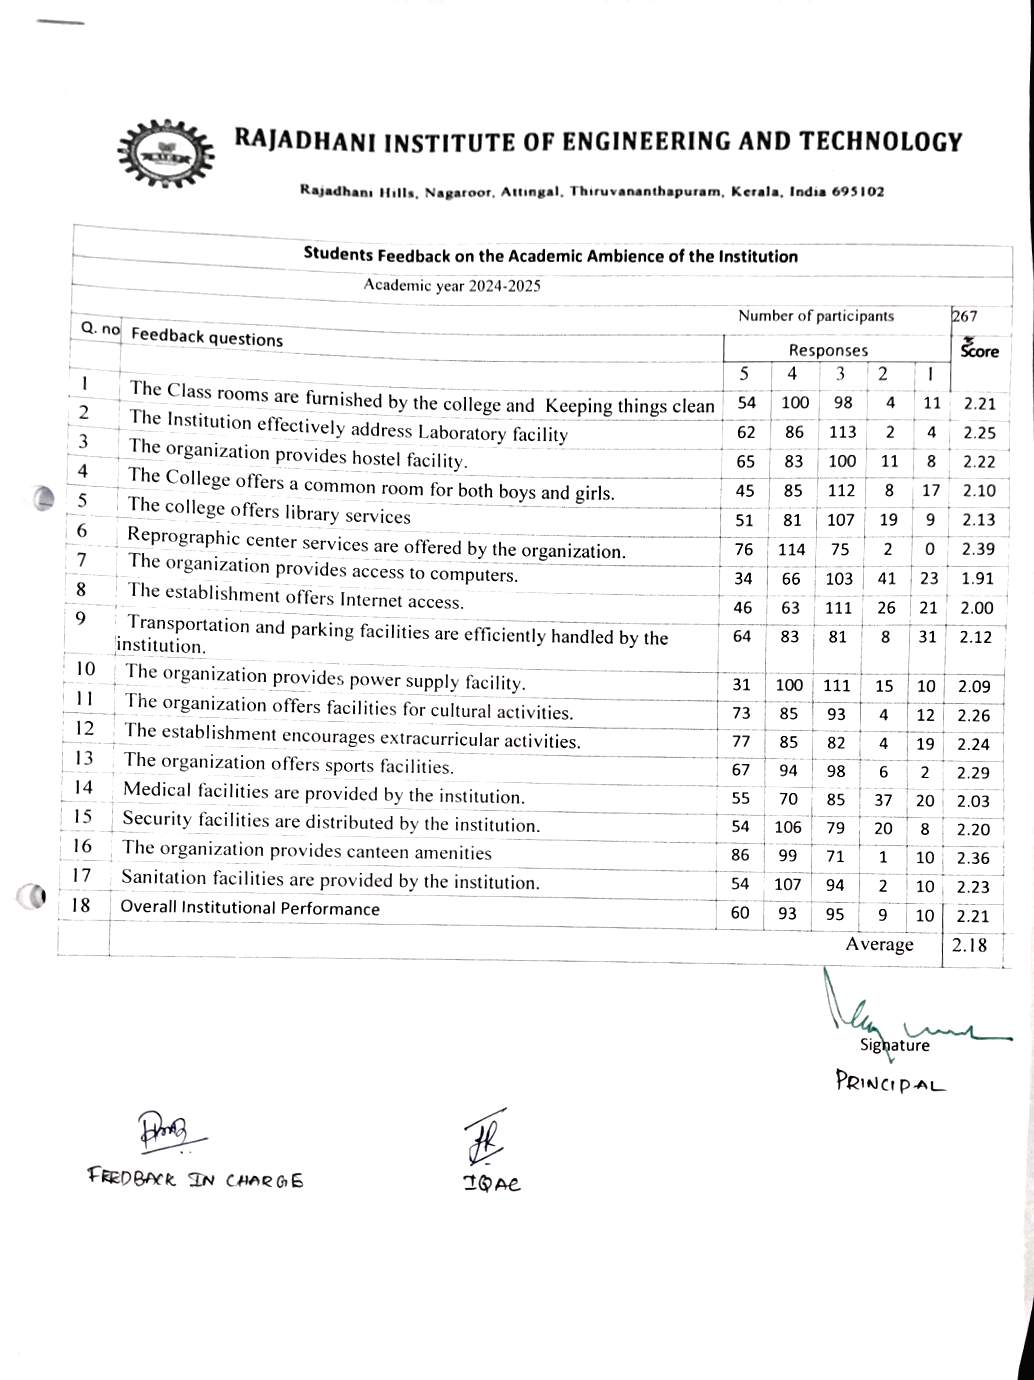 RAJADHANI INSTITUTE OF ENGINEERING AND TECHNOLOGY
Rajadhani Hills, Nagaroor, Attingal, Thiruvananthapuram, Kerala, India 695102
Students Feedback on the Academic Ambience of the Institution
Academic year 2024-2025
Number of participants 267
Q. no Feedback questions Responses Score
5 4 3 2 1
1 The Class rooms are furnished by the college and Keeping things clean 54 100 98 4 11 2.21
2 The Institution effectively address Laboratory facility 62 86 113 2 4 2.25
3 The organization provides hostel facility. 65 83 100 11 8 2.22
4 The College offers a common room for both boys and girls. 45 85 112 8 17 2.10
5 The college offers library services 51 81 107 19 9 2.13
6 Reprographic center services are offered by the organization. 76 114 75 2 0 2.39
7 The organization provides access to computers. 34 66 103 41 23 1.91
8 The establishment offers Internet access. 46 63 111 26 21 2.00
9 Transportation and parking facilities are efficiently handled by the 64 83 81 8 31 2.12
institution.
10 The organization provides power supply facility. 31 100 111 15 10 2.09
11 The organization offers facilities for cultural activities. 73 85 93 4 12 2.26
12 The establishment encourages extracurricular activities. 77 85 82 4 19 2.24
13 The organization offers sports facilities. 67 94 98 6 2 2.29
14 Medical facilities are provided by the institution. 55 70 85 37 20 2.03
15 Security facilities are distributed by the institution. 54 106 79 20 8 2.20
16 The organization provides canteen amenities 86 99 71 1 10 2.36
17 Sanitation facilities are provided by the institution. 54 107 94 2 10 2.23
18 Overall Institutional Performance 60 93 95 9 10 2.21
Average 2.18
Signature
PRINCIPAL
FEEDBACK IN CHARGE
IQAC